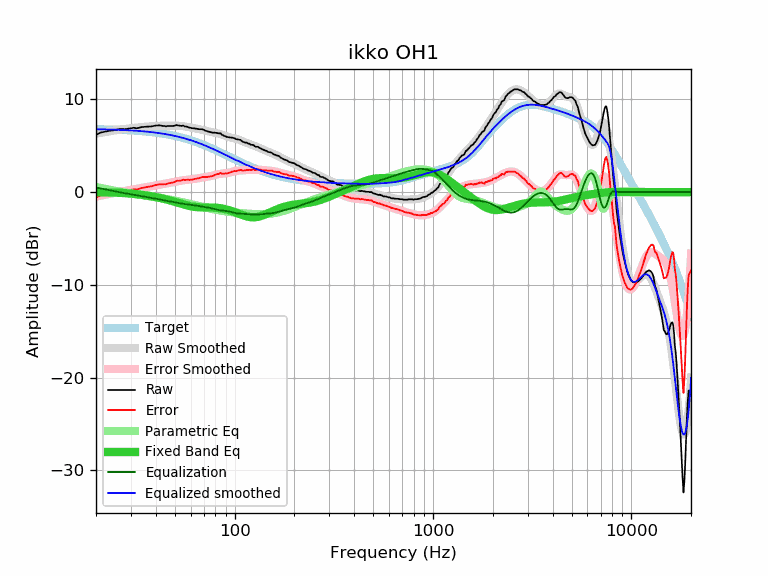 ikko OH1
Amplitude (dBr)
10
0
−10
−20
−30
Target
Raw Smoothed
Error Smoothed
Raw
Error
Parametric Eq
Fixed Band Eq
Equalization
Equalized smoothed
100
1000
10000
Frequency (Hz)